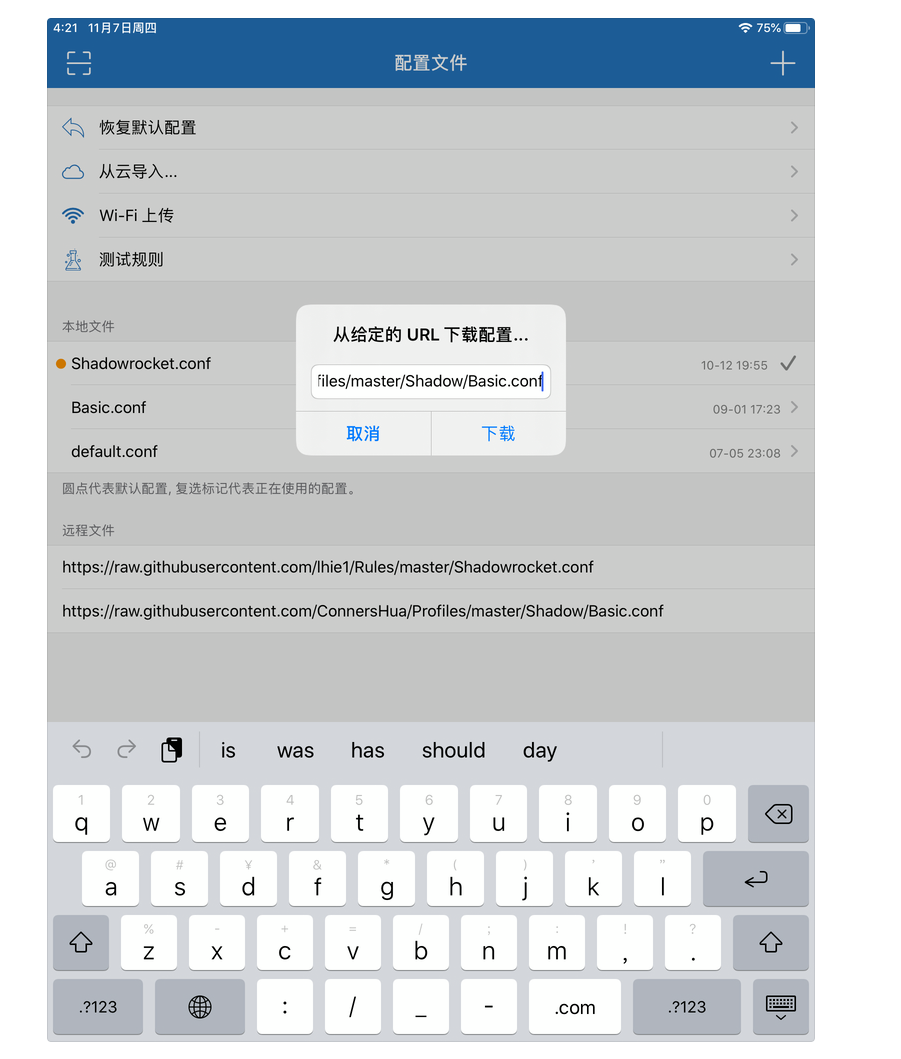 4:21 11月7日周四 75%
配置文件
恢复默认配置
从云导入...
Wi-Fi 上传
测试规则
本地文件
从给定的 URL 下载配置...
Shadowrocket.conf 10-12 19:55
files/master/Shadow/Basic.conf
Basic.conf 09-01 17:23
取消 下载
default.conf 07-05 23:08
圆点代表默认配置, 复选标记代表正在使用的配置。
远程文件
https://raw.githubusercontent.com/lhie1/Rules/master/Shadowrocket.conf
https://raw.githubusercontent.com/ConnersHua/Profiles/master/Shadow/Basic.conf
is was has should day
1 2 3 4 5 6 7 8 9 0
q w e r t y u i o p
@ # ¥ & * ( ) ’ ”
a s d f g h j k l
% - + = / ; : ! ?
z x c v b n m , .
.?123 : / _ - .com .?123